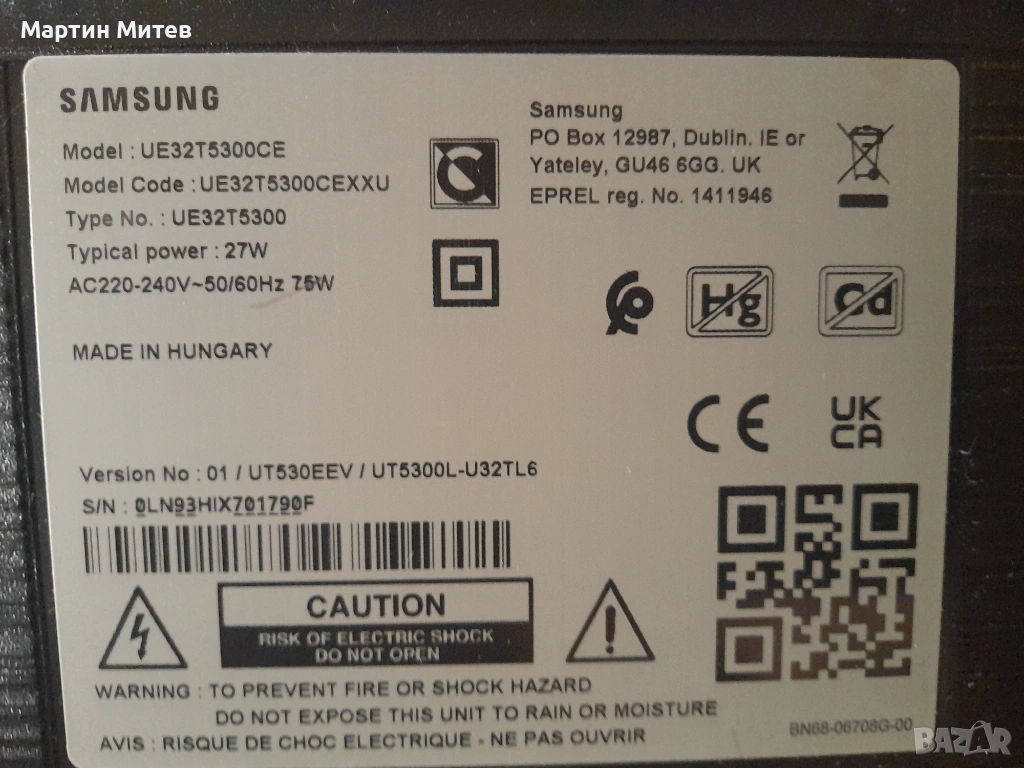 Мартин Митев
SAMSUNG
Model : UE32T5300CE
Model Code : UE32T5300CEXXU
Type No. : UE32T5300
Typical power : 27W
AC220-240V~50/60Hz 75W
MADE IN HUNGARY
Samsung
PO Box 12987, Dublin. IE or
Yateley, GU46 6GG. UK
EPREL reg. No. 1411946
Hg
Cd
CE
UK
CA
Version No : 01 / UT530EEV / UT5300L-U32TL6
S/N : 0LN93HIX701790F
CAUTION
RISK OF ELECTRIC SHOCK
DO NOT OPEN
WARNING : TO PREVENT FIRE OR SHOCK HAZARD
DO NOT EXPOSE THIS UNIT TO RAIN OR MOISTURE
AVIS : RISQUE DE CHOC ELECTRIQUE - NE PAS OUVRIR
BN68-06708G-00
BAZAR